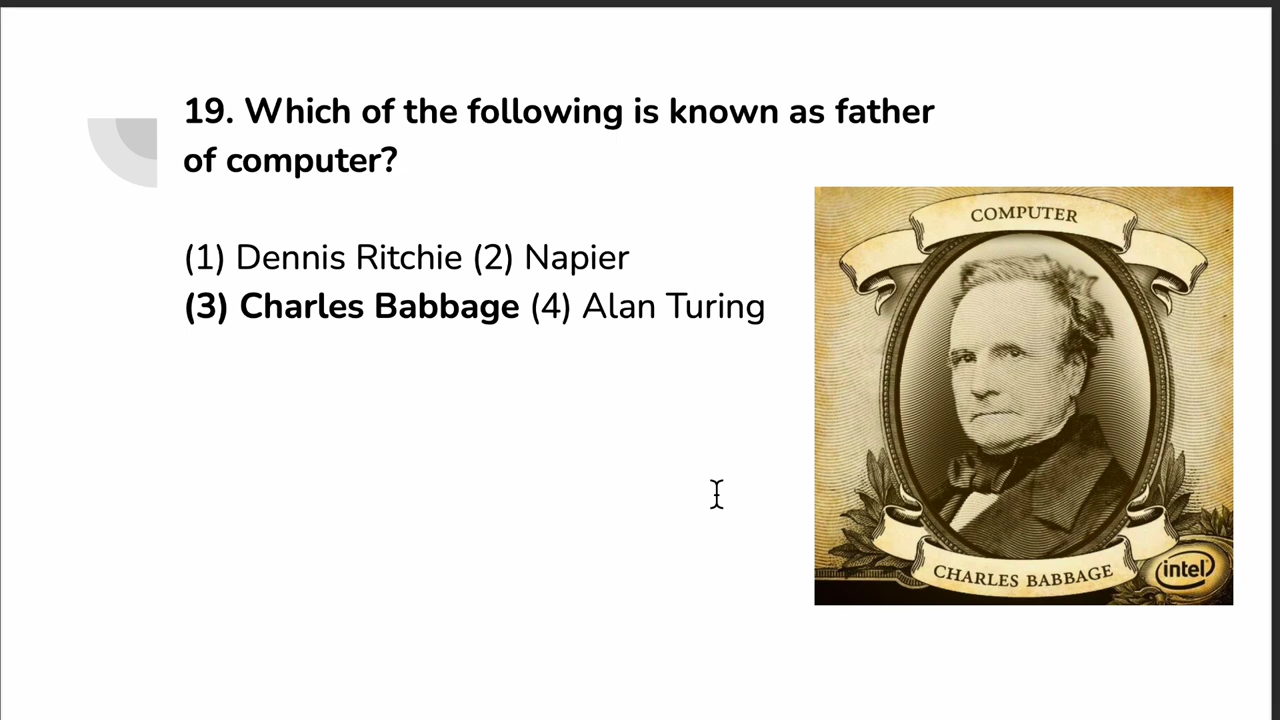 19. Which of the following is known as father
of computer?
(1) Dennis Ritchie (2) Napier
(3) Charles Babbage (4) Alan Turing
COMPUTER
CHARLES BABBAGE
intel